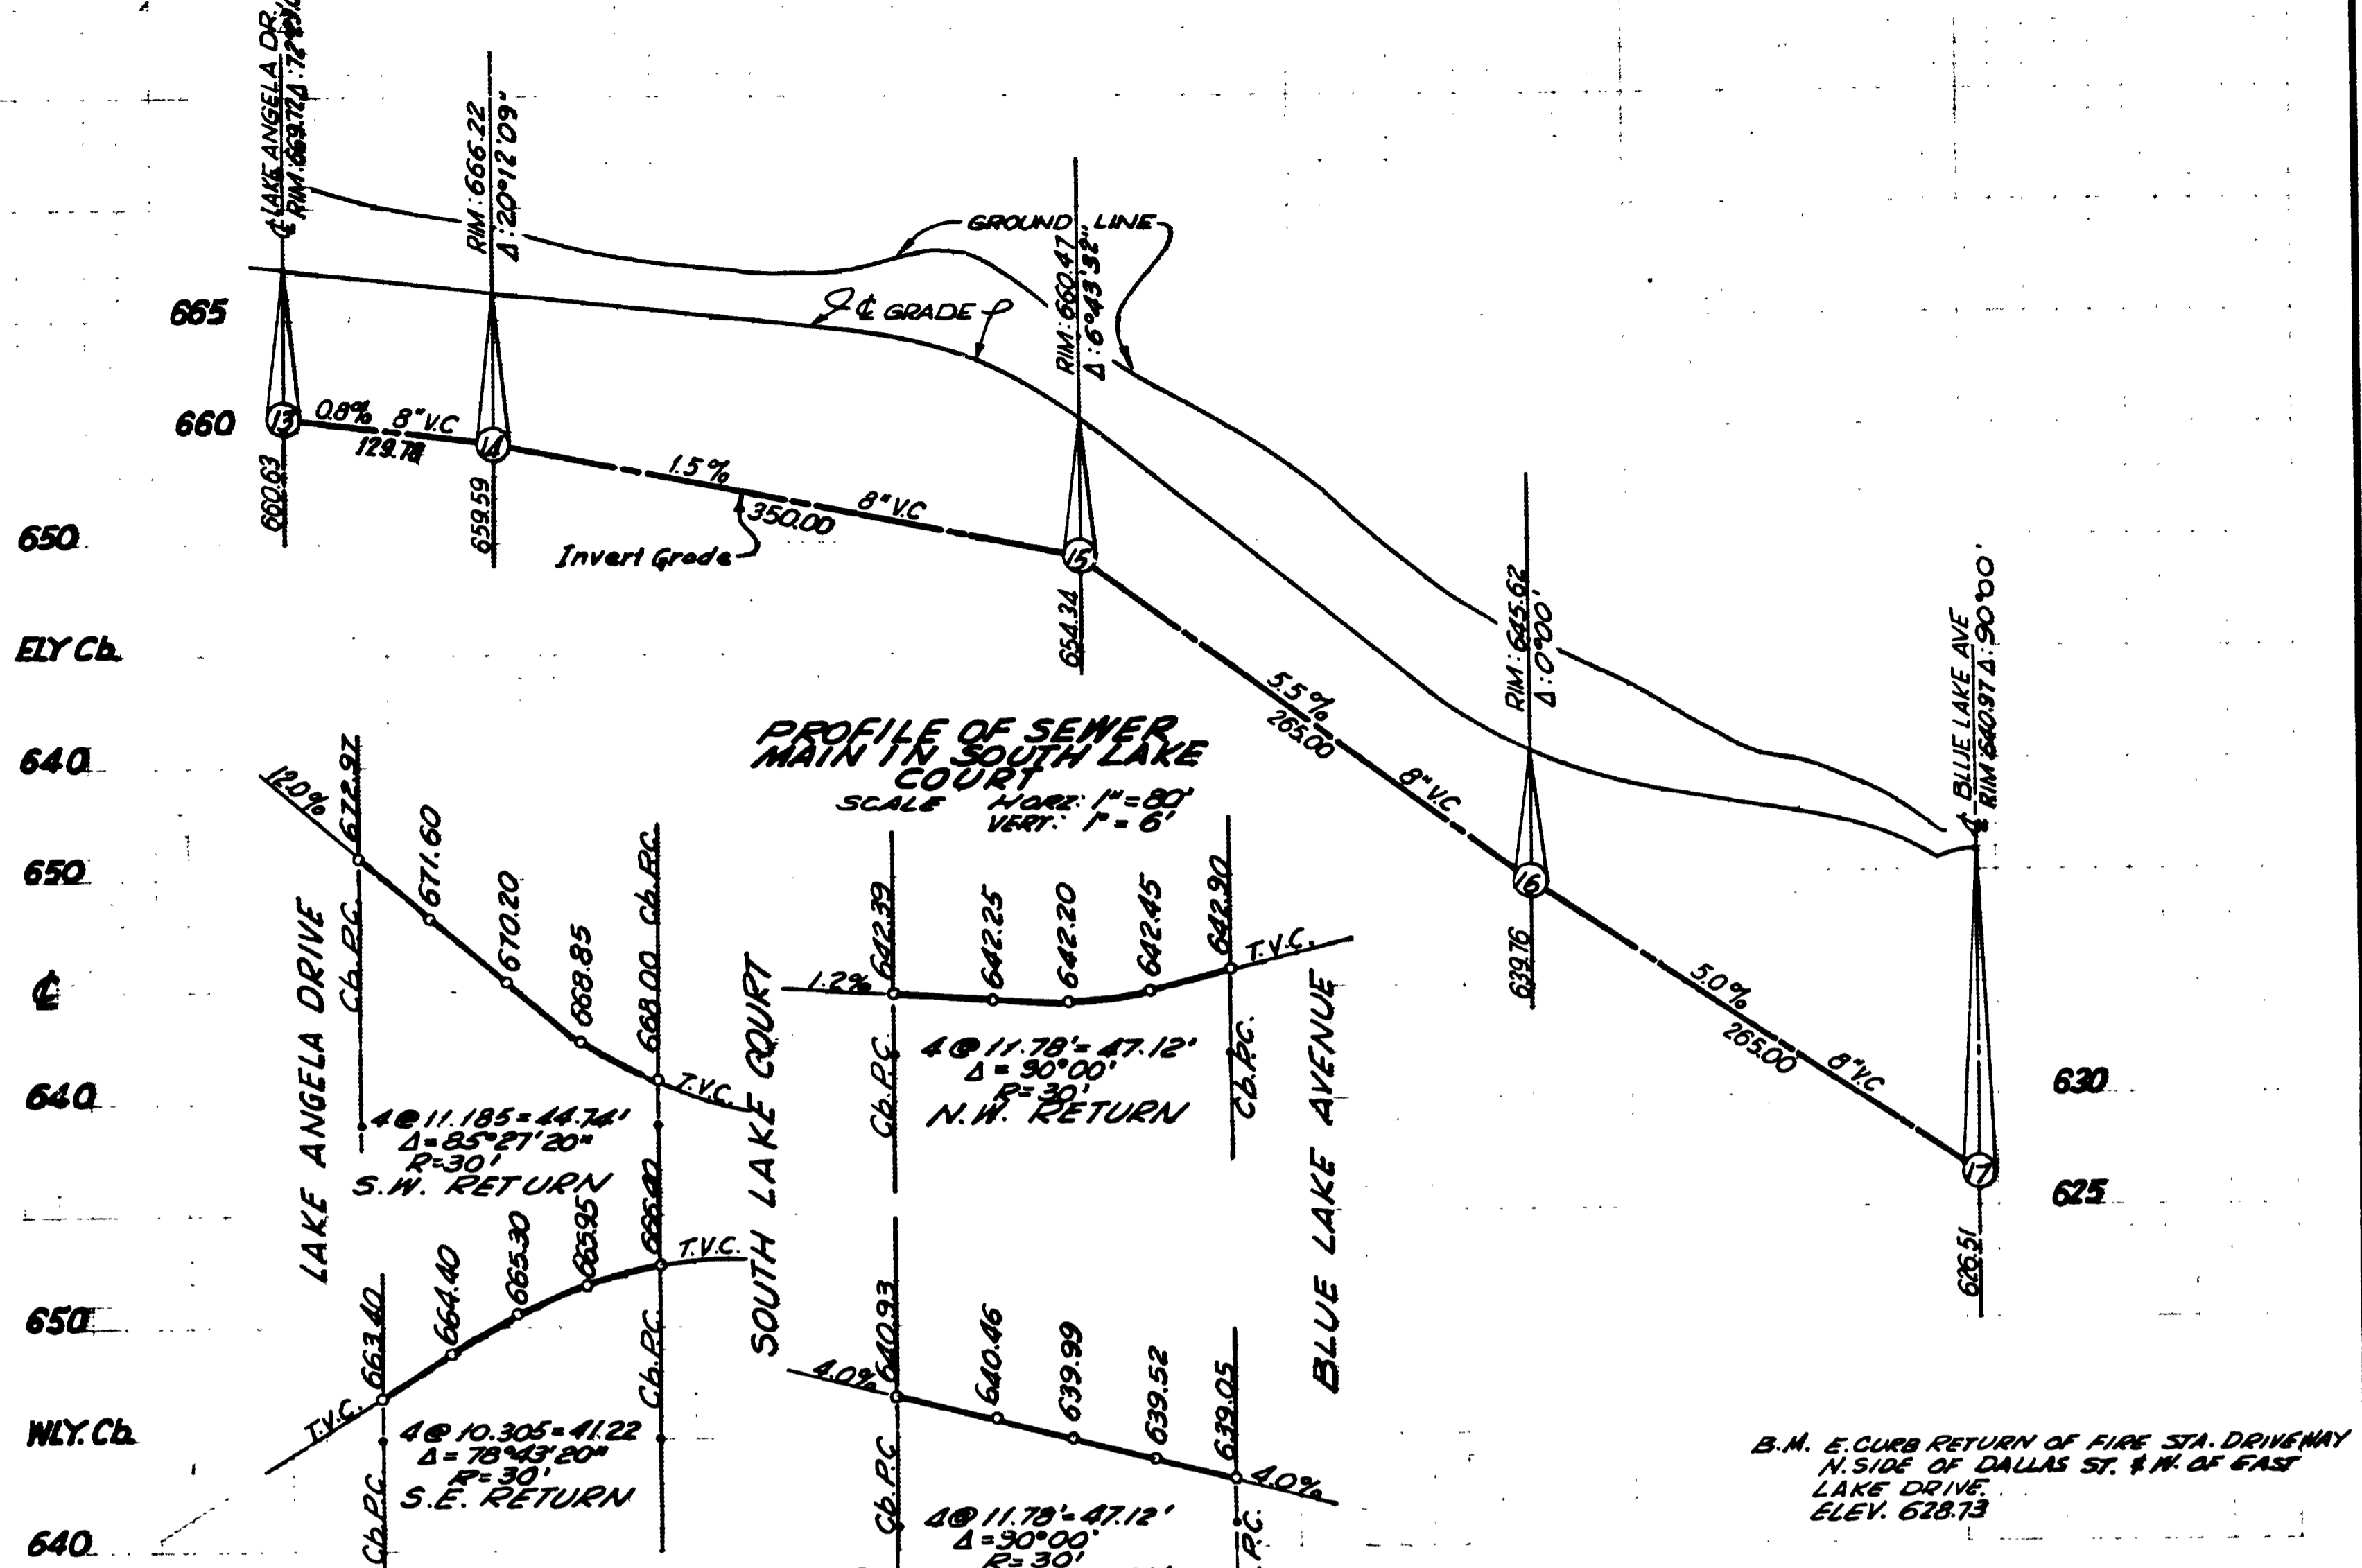 ℄ LAKE ANGELA DR.
RIM: 669.72
RIM: 666.22
Δ: 20°12'09"
GROUND LINE
RIM: 660.47
Δ: 6°43'32"
℄ GRADE
665
660
13
0.8%
8" V.C
129.78
14
660.63
659.59
1.5%
350.00
8" V.C
Invert Grade
15
654.34
650
ELY Cb.
RIM: 645.62
Δ: 0°00'
℄ BLUE LAKE AVE
RIM 640.97 Δ: 90°00'
5.5%
265.00
8" V.C
16
639.76
5.0%
265.00
8" V.C
17
626.51
630
625
PROFILE OF SEWER
MAIN IN SOUTH LAKE
COURT
SCALE HORZ: 1" = 80'
VERT: 1" = 6'
640
650
℄
640
650
WLY. Cb.
640
LAKE ANGELA DRIVE
12.0%
672.97
671.60
670.20
668.85
668.00
Cb. P.C.
Cb. P.C.
T.V.C.
4 @ 11.185 = 44.74'
Δ = 85°27'20"
R = 30'
S.W. RETURN
SOUTH LAKE COURT
1.2%
642.39
642.25
642.20
642.45
642.90
T.V.C.
Cb. P.C.
Cb. P.C.
4 @ 11.78' = 47.12'
Δ = 90°00'
R = 30'
N.W. RETURN
BLUE LAKE AVENUE
T.V.C.
663.40
664.40
665.30
665.95
T.V.C.
Cb. P.C.
Cb. P.C.
4 @ 10.305 = 41.22
Δ = 78°43'20"
R = 30'
S.E. RETURN
4.0%
640.93
640.46
639.99
639.52
639.05
4.0%
Cb. P.C.
P.C.
4 @ 11.78' = 47.12'
Δ = 90°00'
R = 30'
B.M. E. CURB RETURN OF FIRE STA. DRIVEWAY
N. SIDE OF DALLAS ST. & W. OF EAST
LAKE DRIVE.
ELEV. 628.73